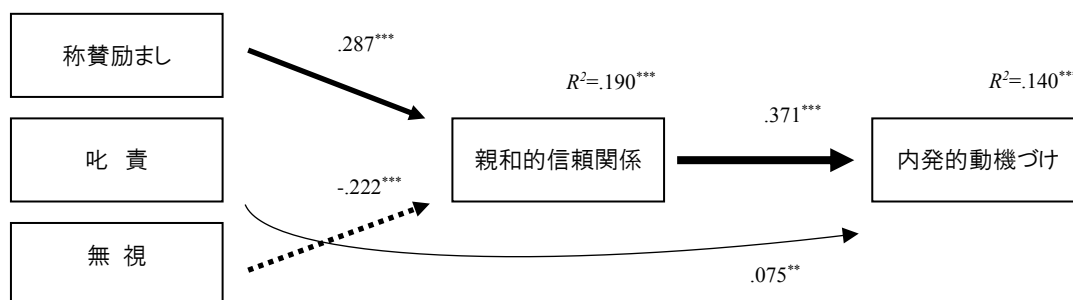 称賛励まし
.287***
R²=.190***
R²=.140***
叱 責
親和的信頼関係
.371***
内発的動機づけ
-.222***
無 視
.075**